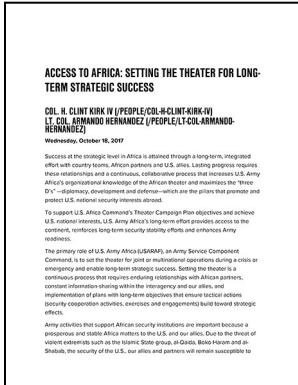 ACCESS TO AFRICA: SETTING THE THEATER FOR LONG-
TERM STRATEGIC SUCCESS
COL. H. CLINT KIRK IV (/PEOPLE/COL-H-CLINT-KIRK-IV)
LT. COL. ARMANDO HERNANDEZ (/PEOPLE/LT-COL-ARMANDO-
HERNANDEZ)
Wednesday, October 18, 2017
Success at the strategic level in Africa is attained through a long-term, integrated
effort with country teams, African partners and U.S. allies. Lasting progress requires
these relationships and a continuous, collaborative process that increases U.S. Army
Africa's organizational knowledge of the African theater and maximizes the "three
D's" —diplomacy, development and defense—which are the pillars that promote and
protect U.S. national security interests abroad.
To support U.S. Africa Command's Theater Campaign Plan objectives and achieve
U.S. national interests, U.S. Army Africa's long-term effort provides access to the
continent, reinforces long-term security stability efforts and enhances Army
readiness.
The primary role of U.S. Army Africa (USARAF), an Army Service Component
Command, is to set the theater for joint or multinational operations during a crisis or
emergency and enable long-term strategic success. Setting the theater is a
continuous process that requires enduring relationships with African partners,
constant information-sharing within the interagency and our allies, and
implementation of plans with long-term objectives that ensure tactical actions
(security cooperation activities, exercises and engagements) build toward strategic
effects.
Army activities that support African security institutions are important because a
prosperous and stable Africa matters to the U.S. and our allies. Due to the threat of
violent extremists such as the Islamic State group, al-Qaida, Boko Haram and al-
Shabab, the security of the U.S., our allies and partners will remain susceptible to